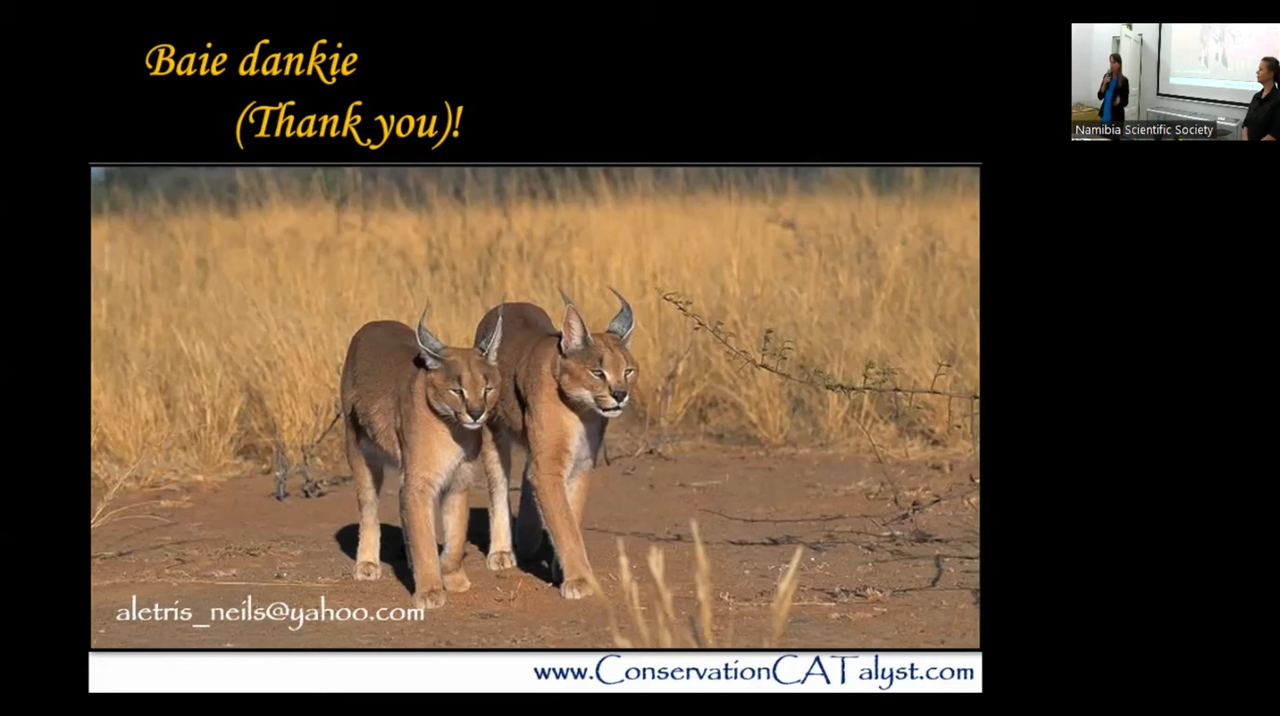 Baie dankie
(Thank you)!
Namibia Scientific Society
aletris_neils@yahoo.com
www.ConservationCATalyst.com